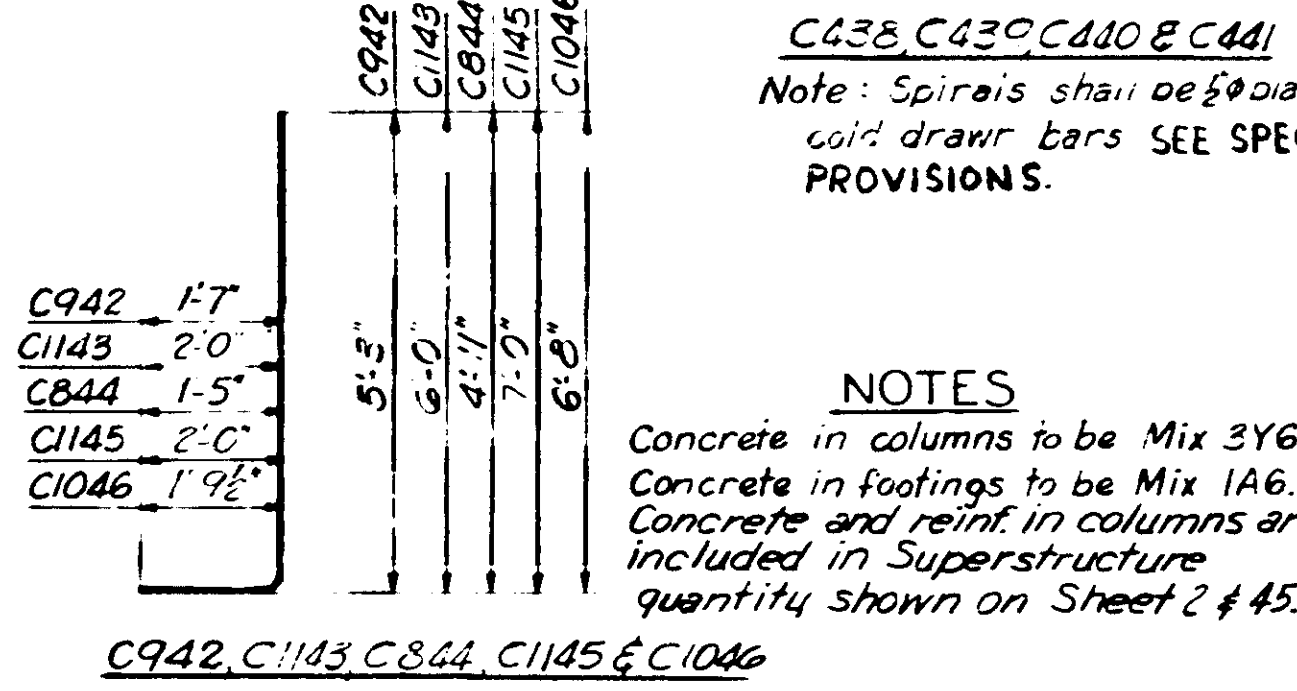 C942
C1143
C844
C1145
C1046
C438, C439, C440 & C441
Note: Spirals shall be ½φ
cold drawn bars SEE
PROVISIONS.
C942 1'-7"
C1143 2'-0"
C844 1'-5"
C1145 2'-0"
C1046 1'-9½"
5'-3"
6'-0"
4'-11"
7'-0"
6'-8"
NOTES
Concrete in columns to be Mix 3Y6
Concrete in footings to be Mix 1A6.
Concrete and reinf. in columns
included in Superstructure
quantity shown on Sheet 2 & 45.
C942, C1143, C844, C1145 & C1046